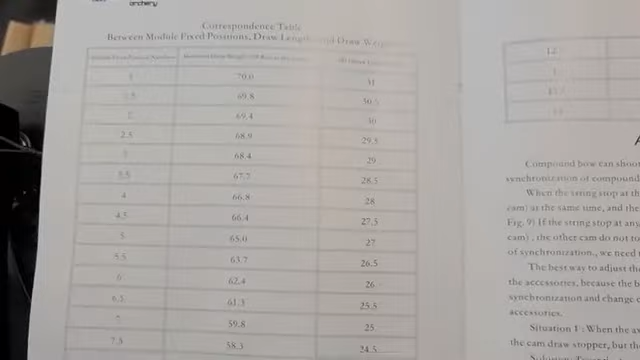 archery
Correspondence Table
Between Module Fixed Positions, Draw Length and Draw
1 70.0 31
1.5 69.8 30.5
2 69.4 30
2.5 68.9 29.5
3 68.4 29
3.5 67.7 28.5
4 66.8 28
4.5 66.4 27.5
5 65.0 27
5.5 63.7 26.5
6 62.4 26
6.5 61.3 25.5
7 59.8 25
7.5 58.3 24.5
Compound bow can shoot
synchronization of compound
When the string stop at th
cam) at the same time, and the
Fig. 9) If the string stop at any
cam), the other cam do not to
of synchronization., we need
The best way to adjust the
the accessories, because the b
synchronization and change
accessories.
Situation 1: When the ax
the cam draw stopper, but th